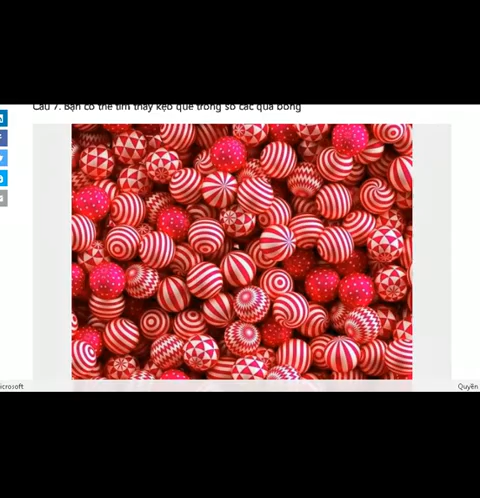 Câu 7. Bạn có thể tìm thấy kẹo que trong số các quả bóng
icrosoft
Quyền